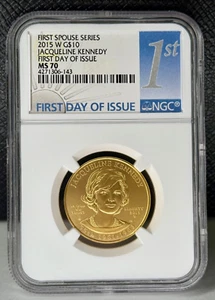 FIRST SPOUSE SERIES
2015 W G$10
JACQUELINE KENNEDY
FIRST DAY OF ISSUE
MS 70
4271306-143
1st
FIRST DAY OF ISSUE
NGC
JACQUELINE KENNEDY